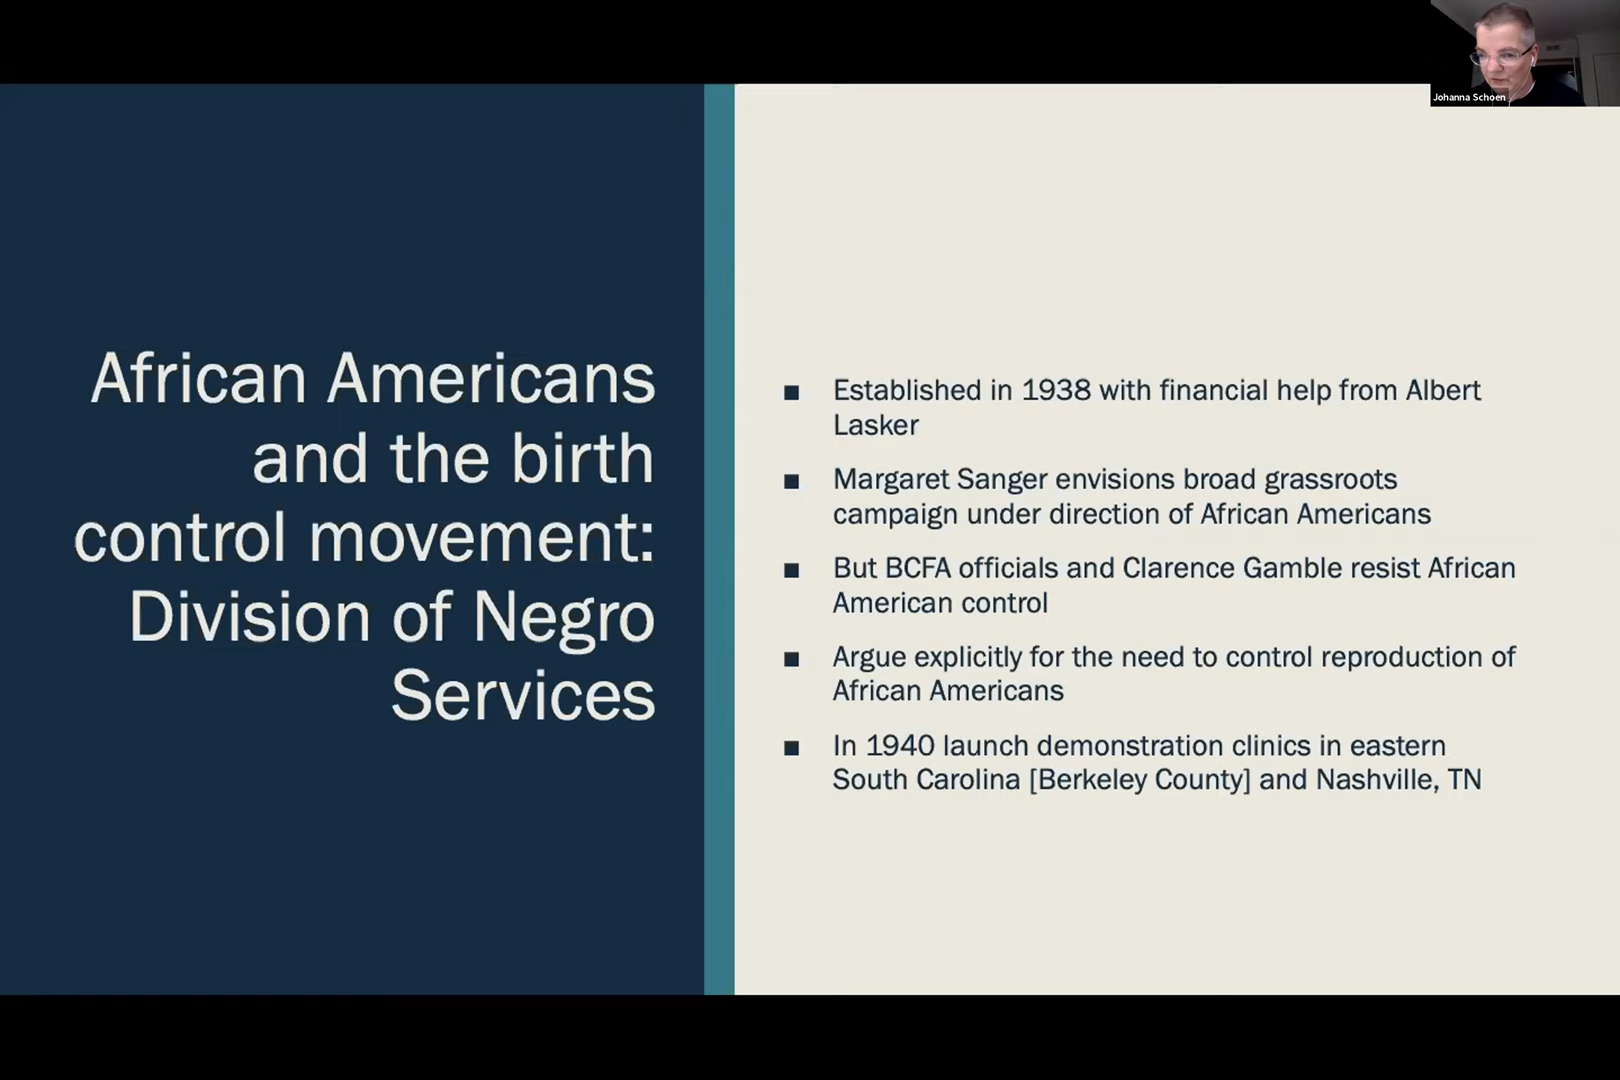 Johanna Schoen
African Americans
and the birth
control movement:
Division of Negro
Services
■ Established in 1938 with financial help from Albert
Lasker
■ Margaret Sanger envisions broad grassroots
campaign under direction of African Americans
■ But BCFA officials and Clarence Gamble resist African
American control
■ Argue explicitly for the need to control reproduction of
African Americans
■ In 1940 launch demonstration clinics in eastern
South Carolina [Berkeley County] and Nashville, TN